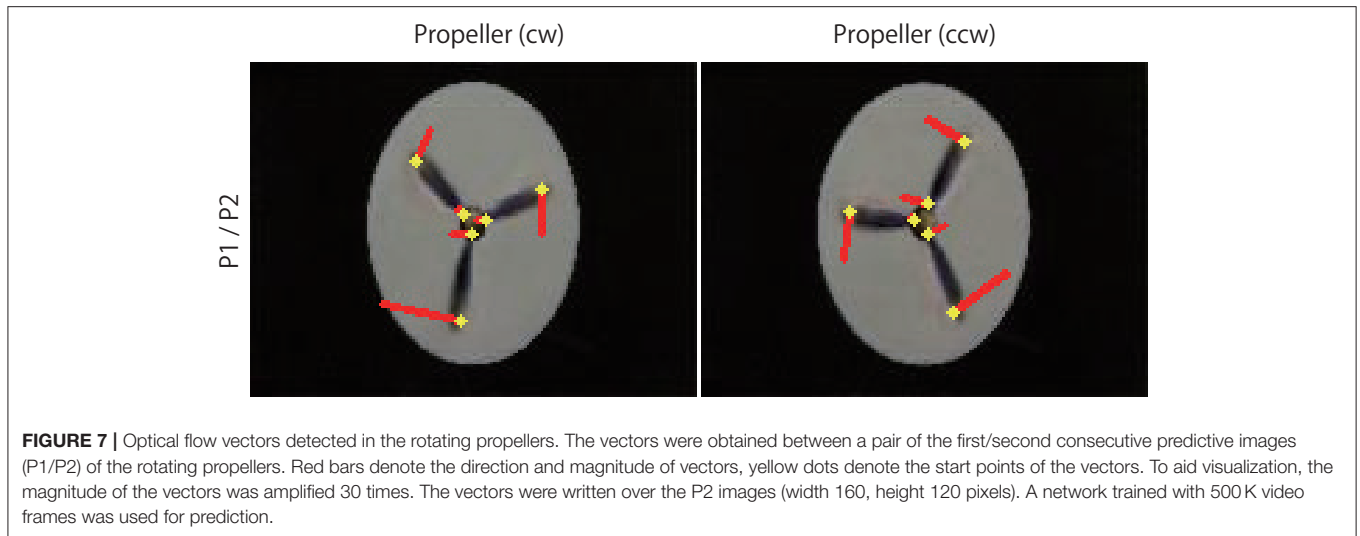 Propeller (cw)
Propeller (ccw)
P1 / P2
FIGURE 7 | Optical flow vectors detected in the rotating propellers. The vectors were obtained between a pair of the first/second consecutive predictive images
(P1/P2) of the rotating propellers. Red bars denote the direction and magnitude of vectors, yellow dots denote the start points of the vectors. To aid visualization, the
magnitude of the vectors was amplified 30 times. The vectors were written over the P2 images (width 160, height 120 pixels). A network trained with 500 K video
frames was used for prediction.